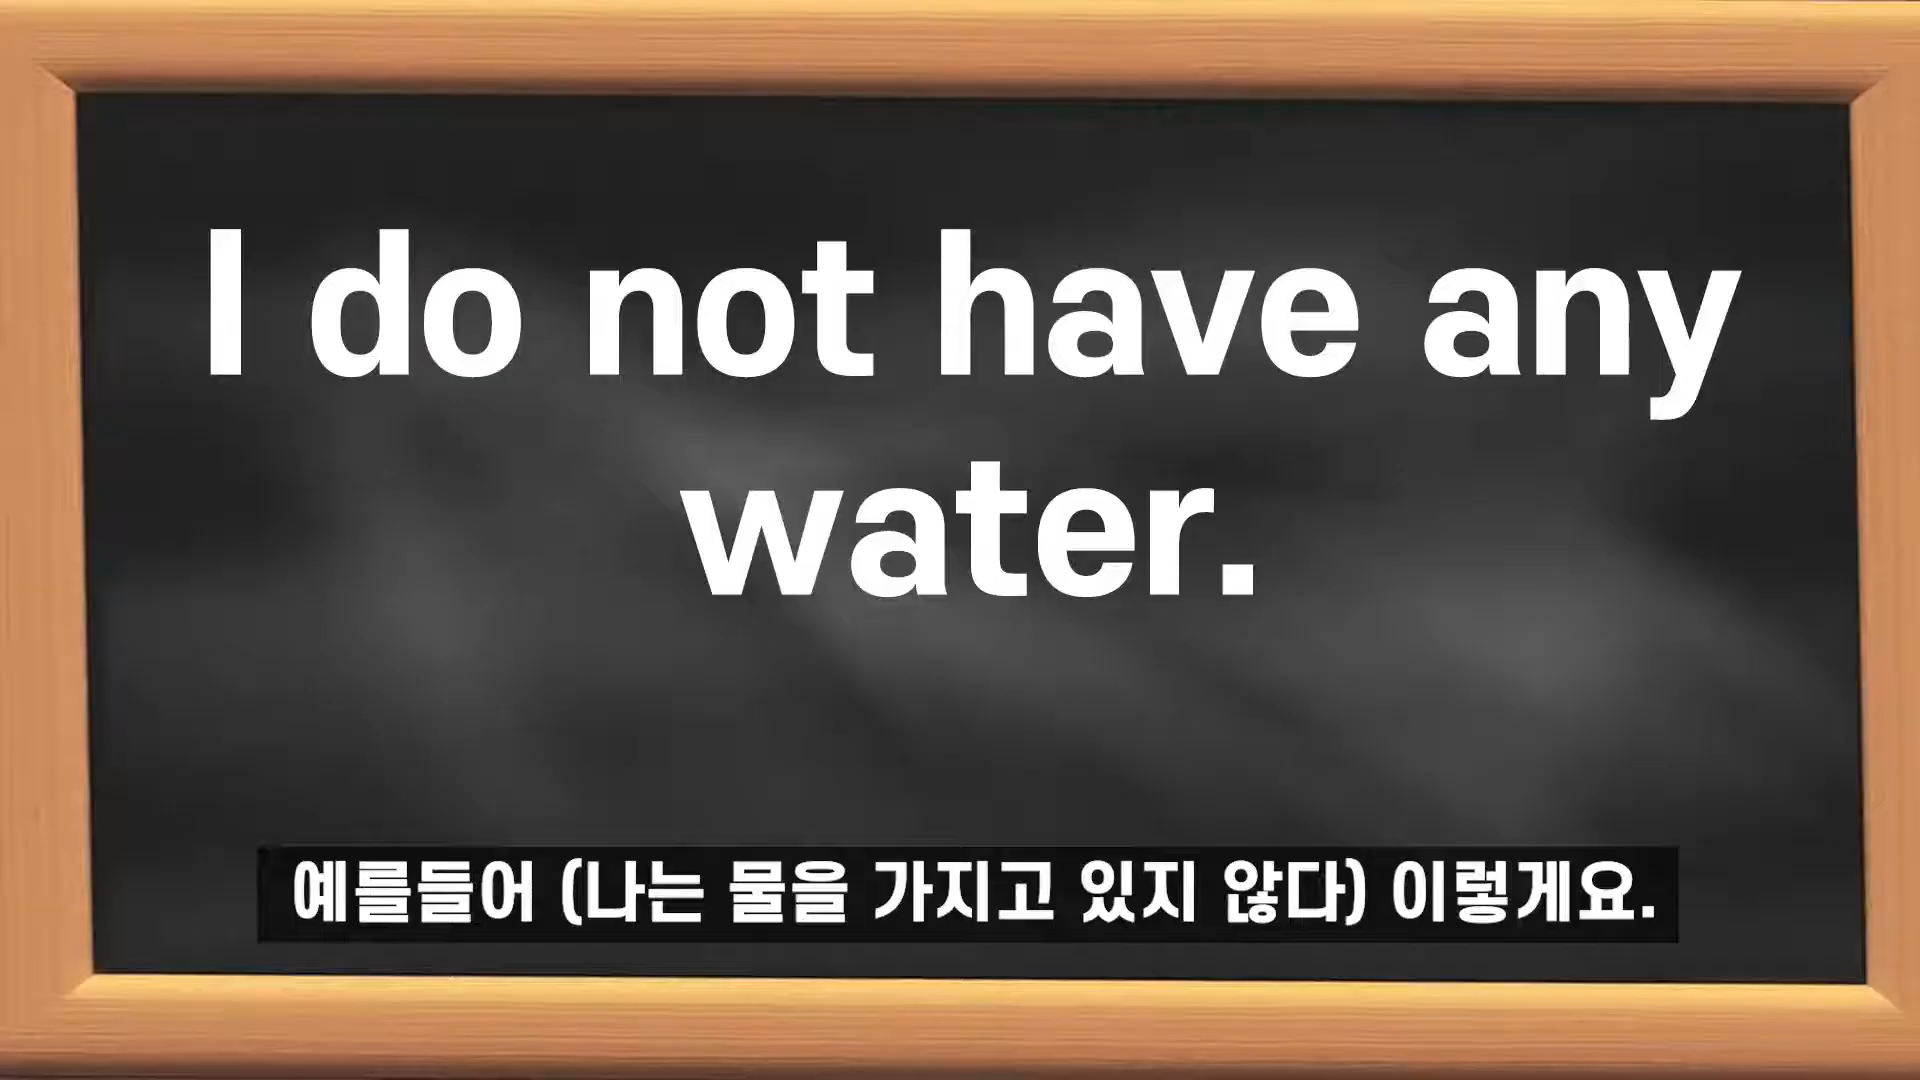 I do not have any
water.
예를들어 (나는 물을 가지고 있지 않다) 이렇게요.